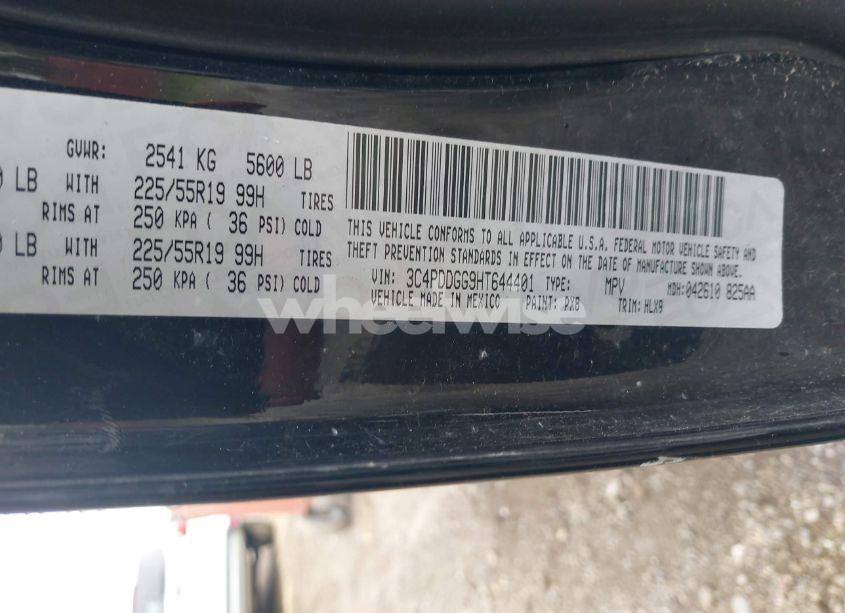 GVWR: 2541 KG 5600 LB
LB WITH 225/55R19 99H TIRES
RIMS AT 250 KPA ( 36 PSI) COLD
LB WITH 225/55R19 99H TIRES
RIMS AT 250 KPA ( 36 PSI) COLD
THIS VEHICLE CONFORMS TO ALL APPLICABLE U.S.A. FEDERAL MOTOR VEHICLE SAFETY AND
THEFT PREVENTION STANDARDS IN EFFECT ON THE DATE OF MANUFACTURE SHOWN ABOVE.
VIN: 3C4PDDGG9HT644401 TYPE: MPV MDH:042610 825AA
VEHICLE MADE IN MEXICO PAINT: PX8 TRIM: HLX9
wheelwise